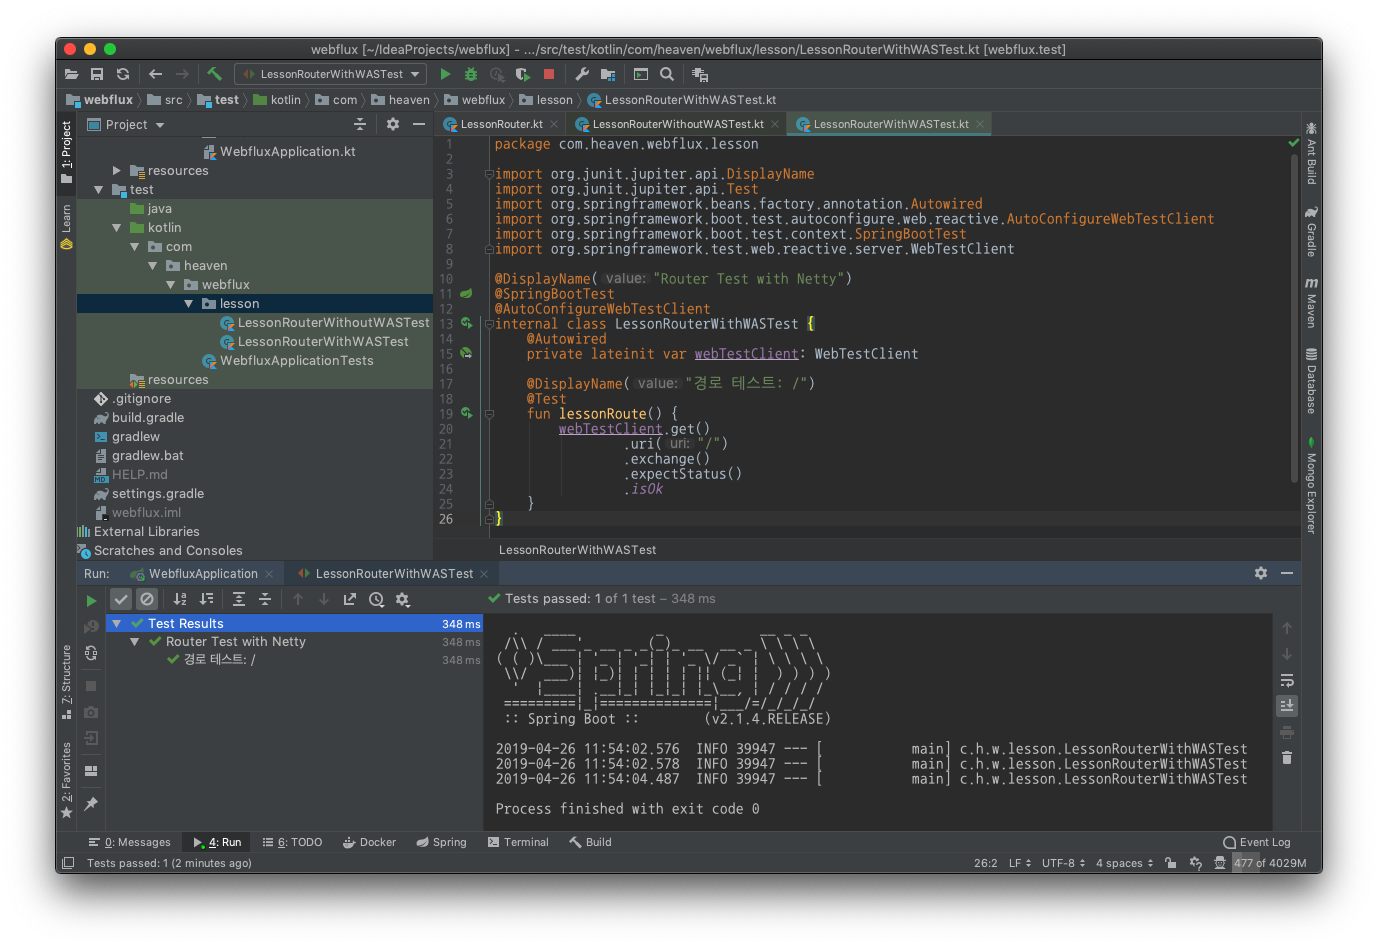 webflux [~/IdeaProjects/webflux] - .../src/test/kotlin/com/heaven/webflux/lesson/LessonRouterWithWASTest.kt [webflux.test]
LessonRouterWithWASTest
webflux src test kotlin com heaven webflux lesson LessonRouterWithWASTest.kt
1: Project
Learn
Z: Structure
2: Favorites
Project
WebfluxApplication.kt
resources
test
java
kotlin
com
heaven
webflux
lesson
LessonRouterWithoutWASTest
LessonRouterWithWASTest
WebfluxApplicationTests
resources
.gitignore
build.gradle
gradlew
gradlew.bat
HELP.md
settings.gradle
webflux.iml
External Libraries
Scratches and Consoles
LessonRouter.kt LessonRouterWithoutWASTest.kt LessonRouterWithWASTest.kt
1 package com.heaven.webflux.lesson
2
3 import org.junit.jupiter.api.DisplayName
4 import org.junit.jupiter.api.Test
5 import org.springframework.beans.factory.annotation.Autowired
6 import org.springframework.boot.test.autoconfigure.web.reactive.AutoConfigureWebTestClient
7 import org.springframework.boot.test.context.SpringBootTest
8 import org.springframework.test.web.reactive.server.WebTestClient
9
10 @DisplayName( value: "Router Test with Netty")
11 @SpringBootTest
12 @AutoConfigureWebTestClient
13 internal class LessonRouterWithWASTest {
14 @Autowired
15 private lateinit var webTestClient: WebTestClient
16
17 @DisplayName( value: "경로 테스트: /")
18 @Test
19 fun lessonRoute() {
20 webTestClient.get()
21 .uri( uri: "/")
22 .exchange()
23 .expectStatus()
24 .isOk
25 }
26 }
LessonRouterWithWASTest
Ant Build
Gradle
Maven
Database
Mongo Explorer
Run: WebfluxApplication LessonRouterWithWASTest
Tests passed: 1 of 1 test – 348 ms
Test Results 348 ms
Router Test with Netty 348 ms
경로 테스트: / 348 ms
:: Spring Boot :: (v2.1.4.RELEASE)
2019-04-26 11:54:02.576 INFO 39947 --- [ main] c.h.w.lesson.LessonRouterWithWASTest
2019-04-26 11:54:02.578 INFO 39947 --- [ main] c.h.w.lesson.LessonRouterWithWASTest
2019-04-26 11:54:04.487 INFO 39947 --- [ main] c.h.w.lesson.LessonRouterWithWASTest
Process finished with exit code 0
0: Messages 4: Run 6: TODO Docker Spring Terminal Build Event Log
Tests passed: 1 (2 minutes ago) 26:2 LF UTF-8 4 spaces 477 of 4029M